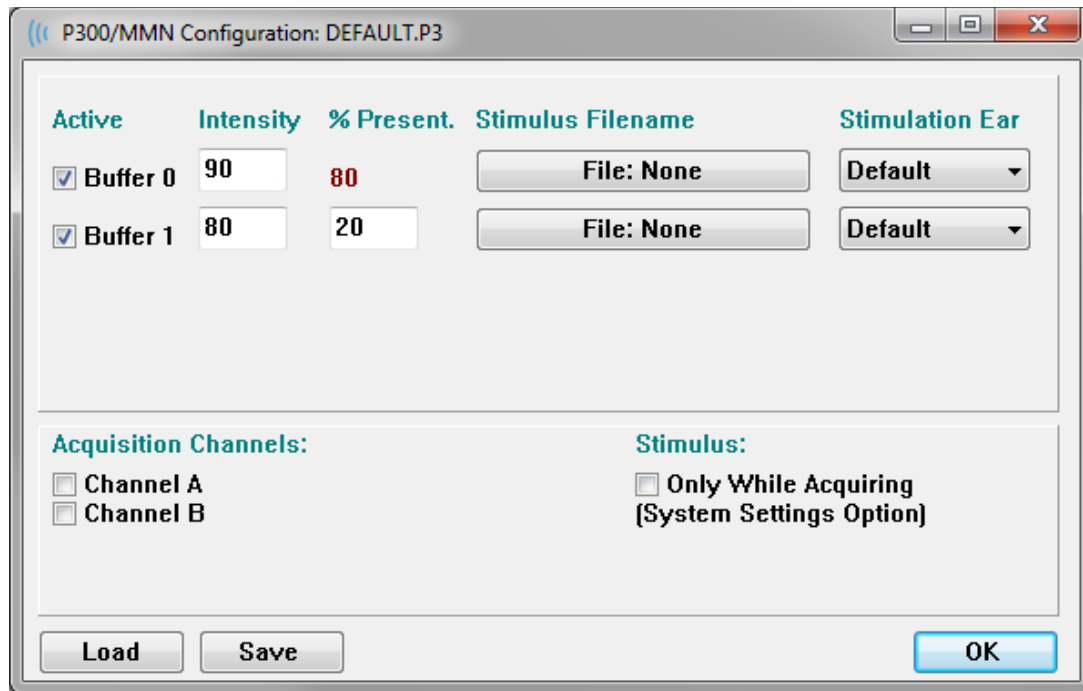 P300/MMN Configuration: DEFAULT.P3
Active Intensity % Present. Stimulus Filename Stimulation Ear
Buffer 0 90 80 File: None Default
Buffer 1 80 20 File: None Default
Acquisition Channels: Stimulus:
Channel A Only While Acquiring
Channel B (System Settings Option)
Load Save OK